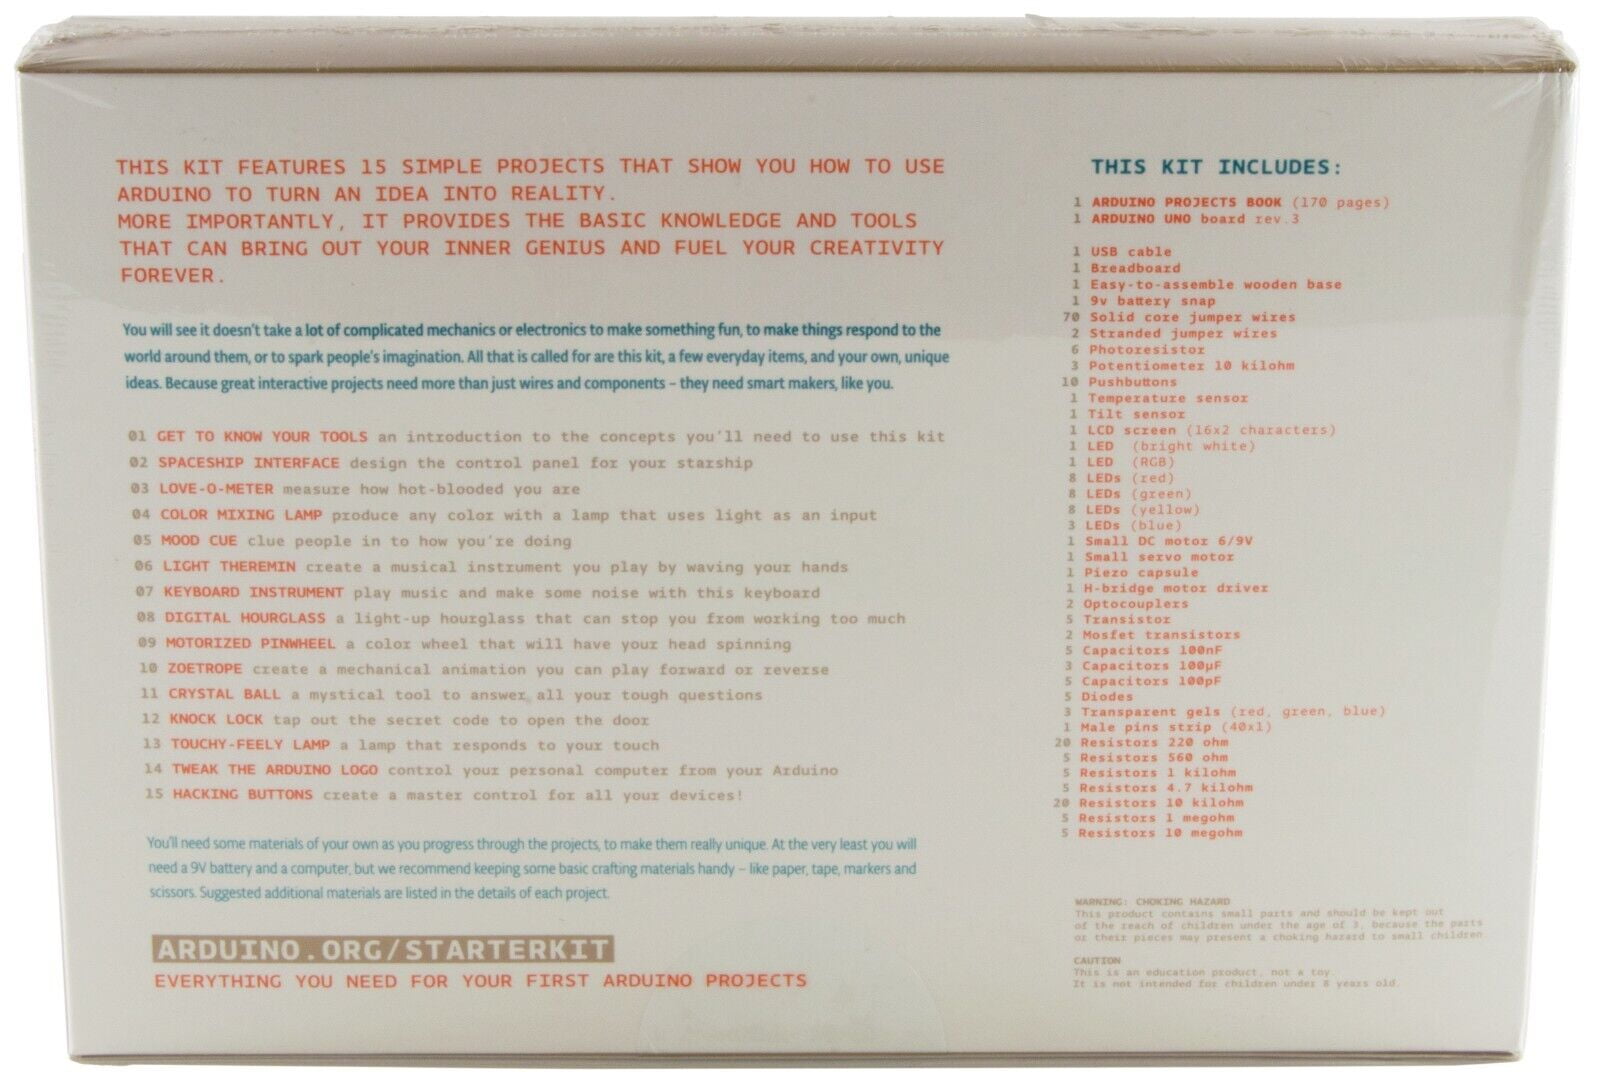 THIS KIT FEATURES 15 SIMPLE PROJECTS THAT SHOW YOU HOW TO USE
ARDUINO TO TURN AN IDEA INTO REALITY.
MORE IMPORTANTLY, IT PROVIDES THE BASIC KNOWLEDGE AND TOOLS
THAT CAN BRING OUT YOUR INNER GENIUS AND FUEL YOUR CREATIVITY
FOREVER.
You will see it doesn't take a lot of complicated mechanics or electronics to make something fun, to make things respond to the
world around them, or to spark people's imagination. All that is called for are this kit, a few everyday items, and your own, unique
ideas. Because great interactive projects need more than just wires and components – they need smart makers, like you.
01 GET TO KNOW YOUR TOOLS an introduction to the concepts you'll need to use this kit
02 SPACESHIP INTERFACE design the control panel for your starship
03 LOVE-O-METER measure how hot-blooded you are
04 COLOR MIXING LAMP produce any color with a lamp that uses light as an input
05 MOOD CUE clue people in to how you're doing
06 LIGHT THEREMIN create a musical instrument you play by waving your hands
07 KEYBOARD INSTRUMENT play music and make some noise with this keyboard
08 DIGITAL HOURGLASS a light-up hourglass that can stop you from working too much
09 MOTORIZED PINWHEEL a color wheel that will have your head spinning
10 ZOETROPE create a mechanical animation you can play forward or reverse
11 CRYSTAL BALL a mystical tool to answer all your tough questions
12 KNOCK LOCK tap out the secret code to open the door
13 TOUCHY-FEELY LAMP a lamp that responds to your touch
14 TWEAK THE ARDUINO LOGO control your personal computer from your Arduino
15 HACKING BUTTONS create a master control for all your devices!
You'll need some materials of your own as you progress through the projects, to make them really unique. At the very least you will
need a 9V battery and a computer, but we recommend keeping some basic crafting materials handy – like paper, tape, markers and
scissors. Suggested additional materials are listed in the details of each project.
ARDUINO.ORG/STARTERKIT
EVERYTHING YOU NEED FOR YOUR FIRST ARDUINO PROJECTS
THIS KIT INCLUDES:
1 ARDUINO PROJECTS BOOK (170 pages)
1 ARDUINO UNO board rev.3
1 USB cable
1 Breadboard
1 Easy-to-assemble wooden base
1 9v battery snap
70 Solid core jumper wires
2 Stranded jumper wires
6 Photoresistor
3 Potentiometer 10 kilohm
10 Pushbuttons
1 Temperature sensor
1 Tilt sensor
1 LCD screen (16x2 characters)
1 LED (bright white)
1 LED (RGB)
8 LEDs (red)
8 LEDs (green)
8 LEDs (yellow)
3 LEDs (blue)
1 Small DC motor 6/9V
1 Small servo motor
1 Piezo capsule
1 H-bridge motor driver
2 Optocouplers
5 Transistor
2 Mosfet transistors
5 Capacitors 100nF
3 Capacitors 100µF
5 Capacitors 100pF
5 Diodes
3 Transparent gels (red, green, blue)
1 Male pins strip (40x1)
20 Resistors 220 ohm
5 Resistors 560 ohm
5 Resistors 1 kilohm
5 Resistors 4.7 kilohm
20 Resistors 10 kilohm
5 Resistors 1 megohm
5 Resistors 10 megohm
WARNING: CHOKING HAZARD
This product contains small parts and should be kept out
of the reach of children under the age of 3, because the parts
or their pieces may present a choking hazard to small children
CAUTION
This is an education product, not a toy.
It is not intended for children under 8 years old.